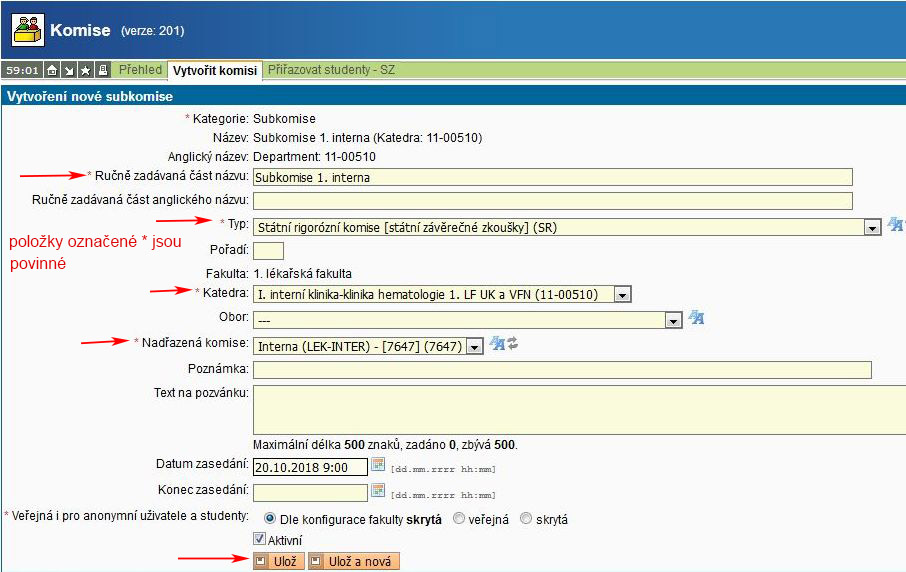 Komise (verze: 201)
59:01 Přehled Vytvořit komisi Přiřazovat studenty - SZ
Vytvoření nové subkomise
* Kategorie: Subkomise
Název: Subkomise 1. interna (Katedra: 11-00510)
Anglický název: Department: 11-00510
* Ručně zadávaná část názvu: Subkomise 1. interna
Ručně zadávaná část anglického názvu:
* Typ: Státní rigorózní komise [státní závěrečné zkoušky] (SR)
položky označené * jsou
povinné
Pořadí:
Fakulta: 1. lékařská fakulta
* Katedra: I. interní klinika-klinika hematologie 1. LF UK a VFN (11-00510)
Obor: ---
* Nadřazená komise: Interna (LEK-INTER) - [7647] (7647)
Poznámka:
Text na pozvánku:
Maximální délka 500 znaků, zadáno 0, zbývá 500.
Datum zasedání: 20.10.2018 9:00 [dd.mm.rrrr hh:mm]
Konec zasedání: [dd.mm.rrrr hh:mm]
* Veřejná i pro anonymní uživatele a studenty: Dle konfigurace fakulty skrytá veřejná skrytá
Aktivní
Ulož Ulož a nová